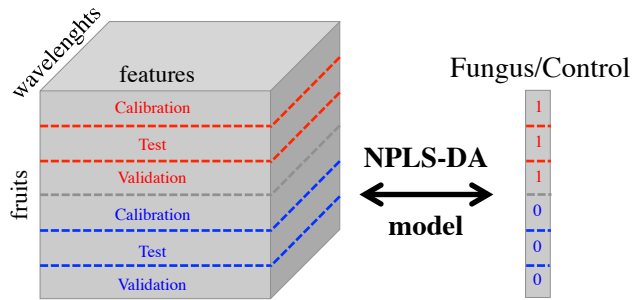 wavelenghts
features
Fungus/Control
fruits
Calibration
Test
Validation
Calibration
Test
Validation
NPLS-DA
model
1
1
1
0
0
0